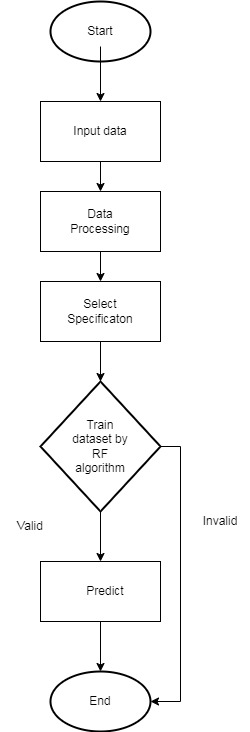 Start
Input data
Data
Processing
Select
Specificaton
Train
dataset by
RF
algorithm
Valid
Invalid
Predict
End